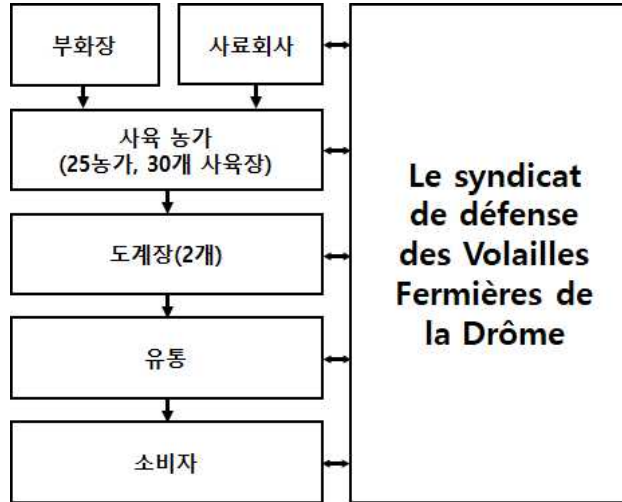 부화장
사료회사
사육 농가
(25농가, 30개 사육장)
도계장(2개)
유통
소비자
Le syndicat
de défense
des Volailles
Fermières de
la Drôme